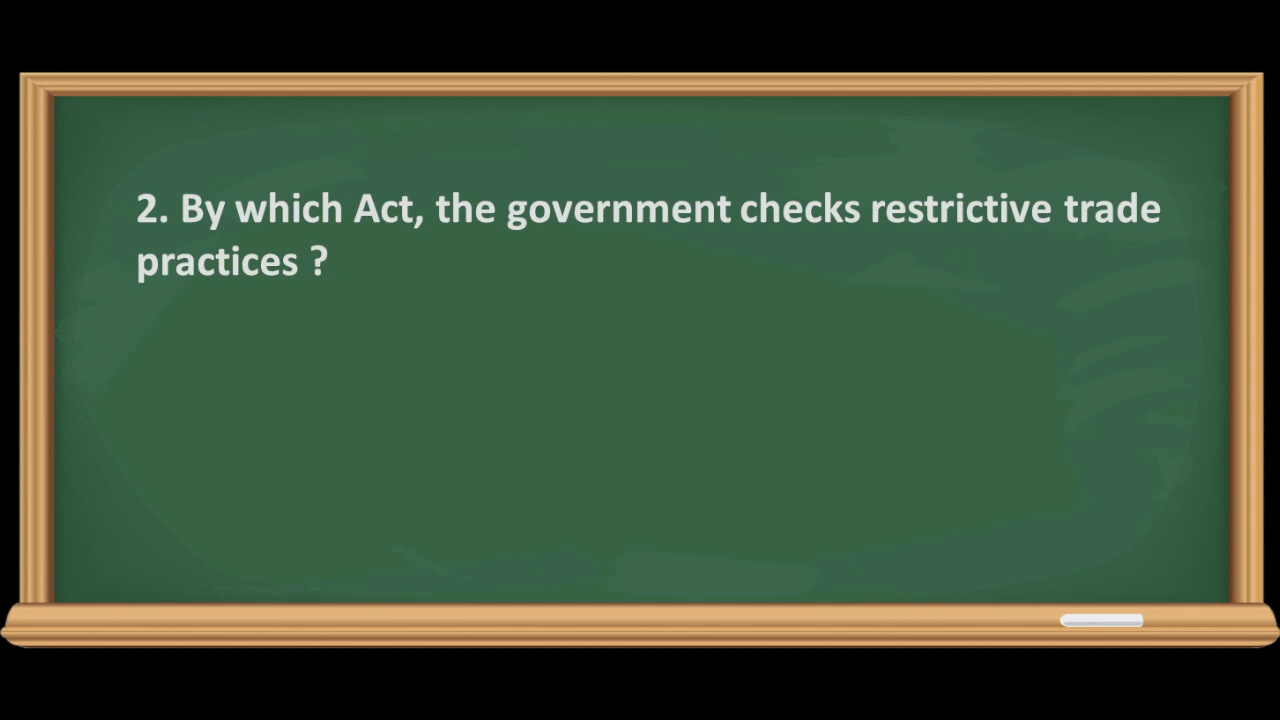 2. By which Act, the government checks restrictive trade
practices ?